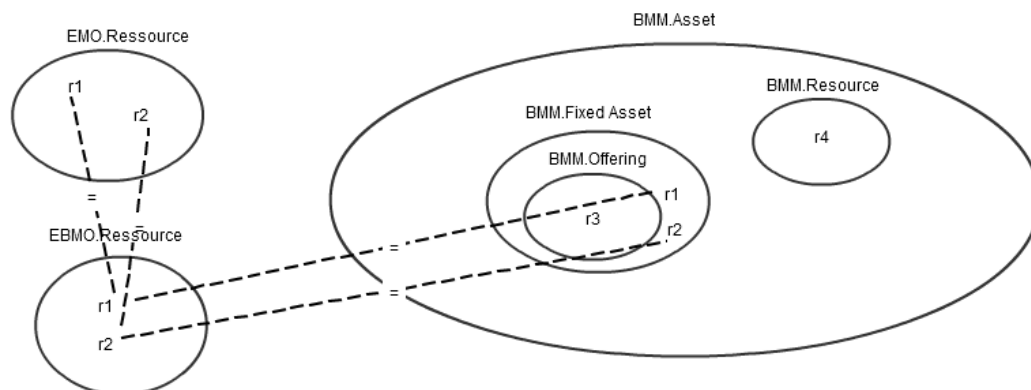 BMM.Asset
EMO.Ressource
r1
r2
BMM.Resource
r4
BMM.Fixed Asset
BMM.Offering
r1
r3
r2
=
=
EBMO.Ressource
=
=
r1
r2